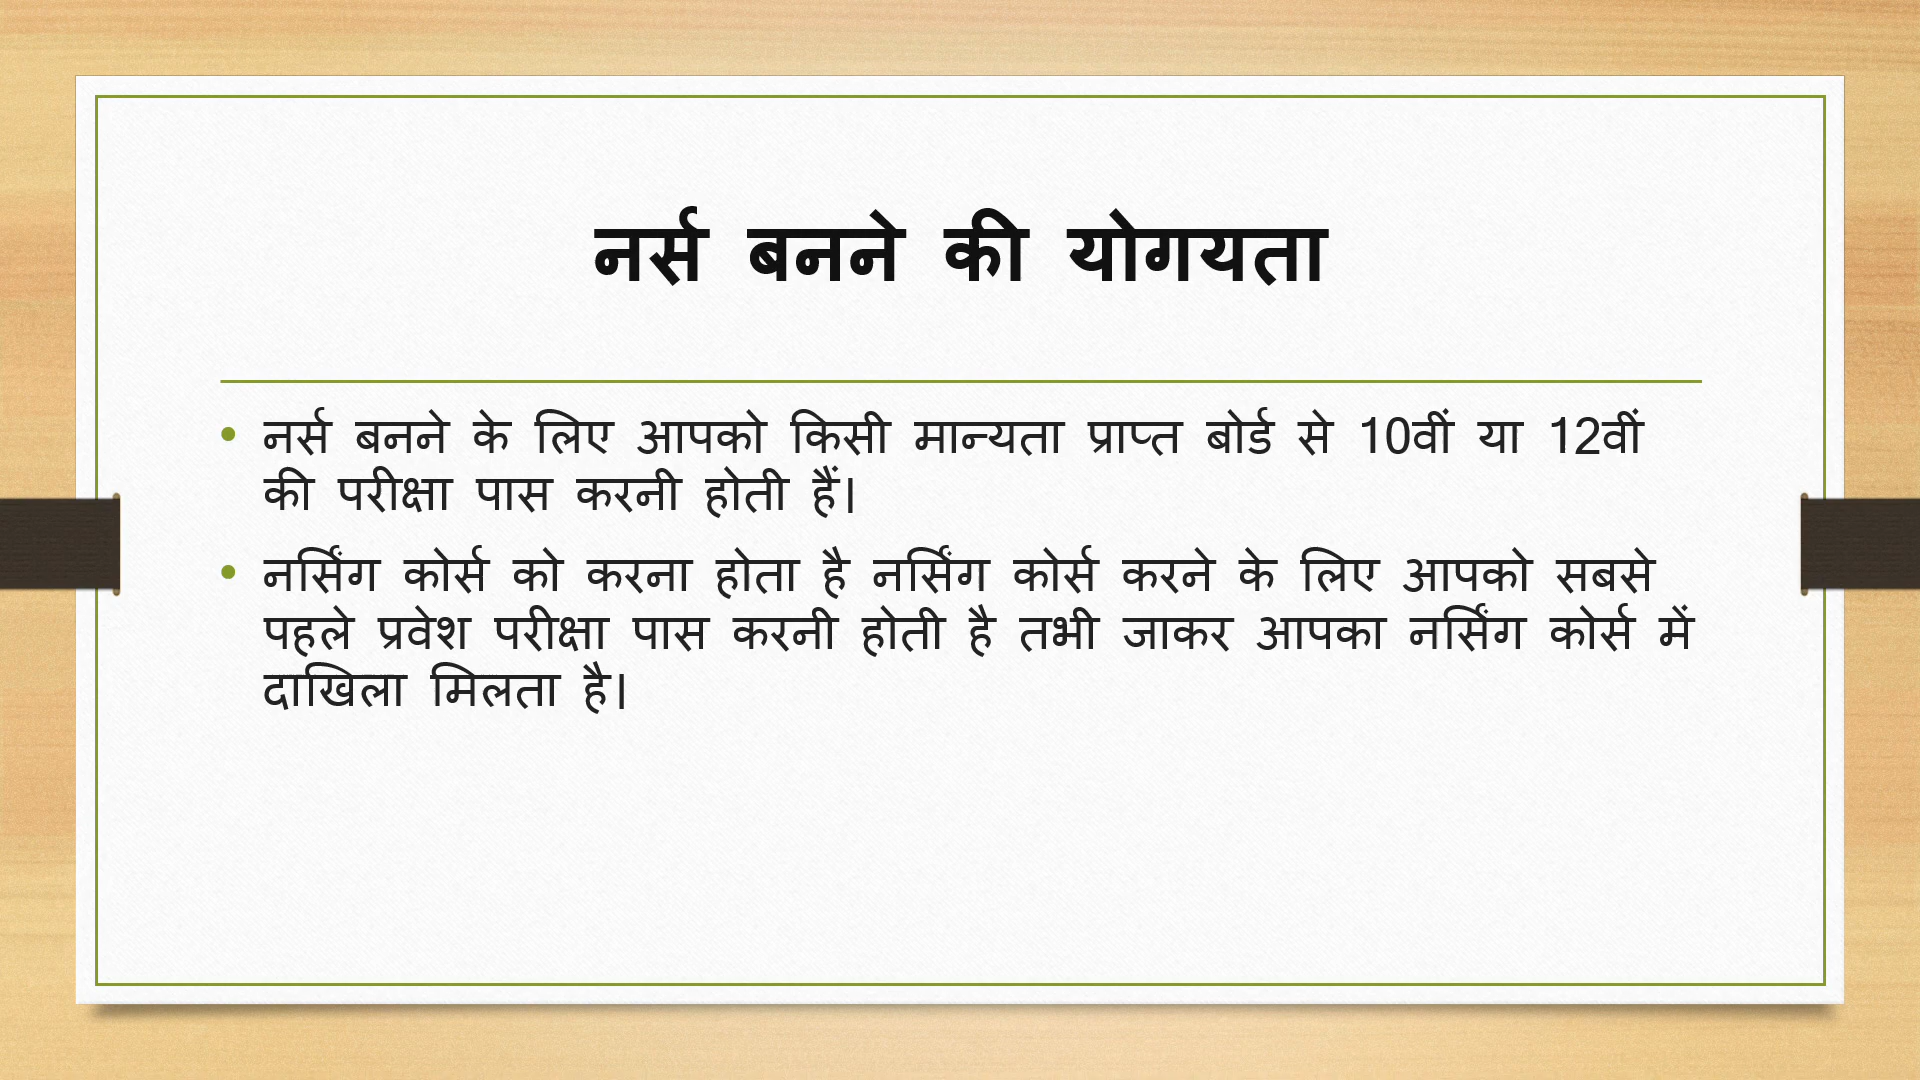 नर्स बनने की योगयता
• नर्स बनने के लिए आपको किसी मान्यता प्राप्त बोर्ड से 10वीं या 12वीं
की परीक्षा पास करनी होती हैं।
• नर्सिंग कोर्स को करना होता है नर्सिंग कोर्स करने के लिए आपको सबसे
पहले प्रवेश परीक्षा पास करनी होती है तभी जाकर आपका नर्सिंग कोर्स में
दाखिला मिलता है।